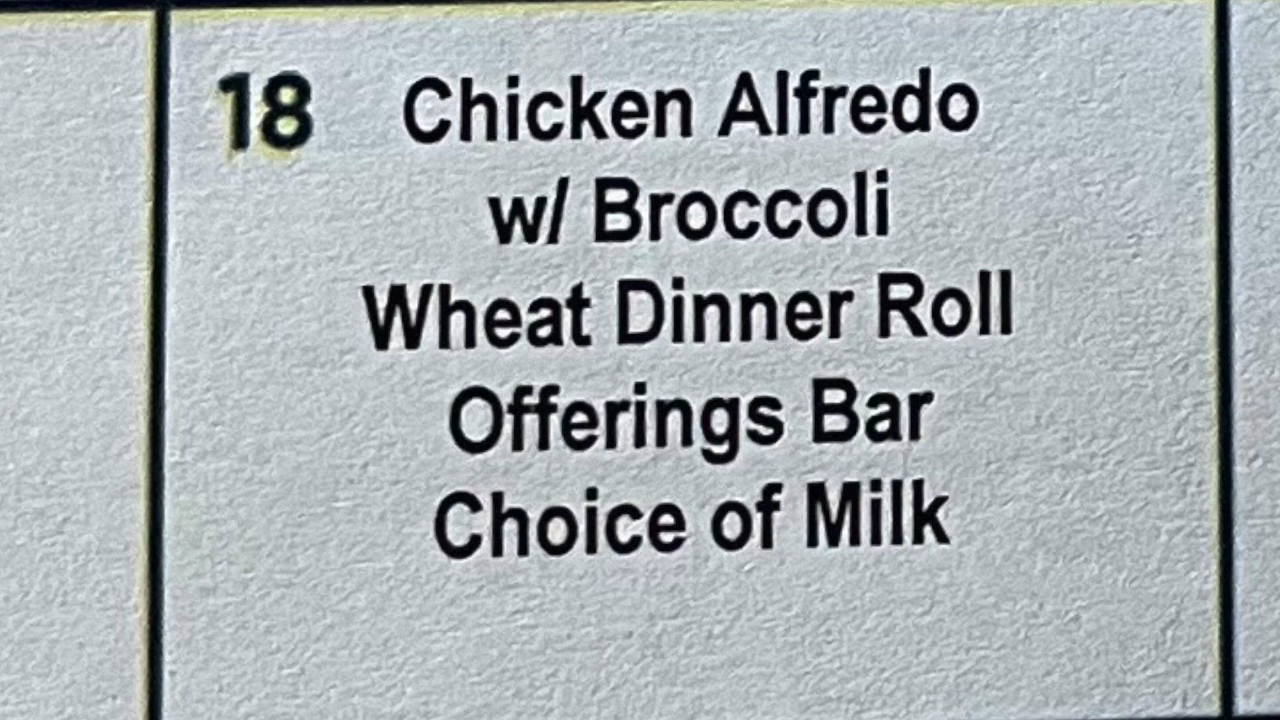 18 Chicken Alfredo
w/ Broccoli
Wheat Dinner Roll
Offerings Bar
Choice of Milk